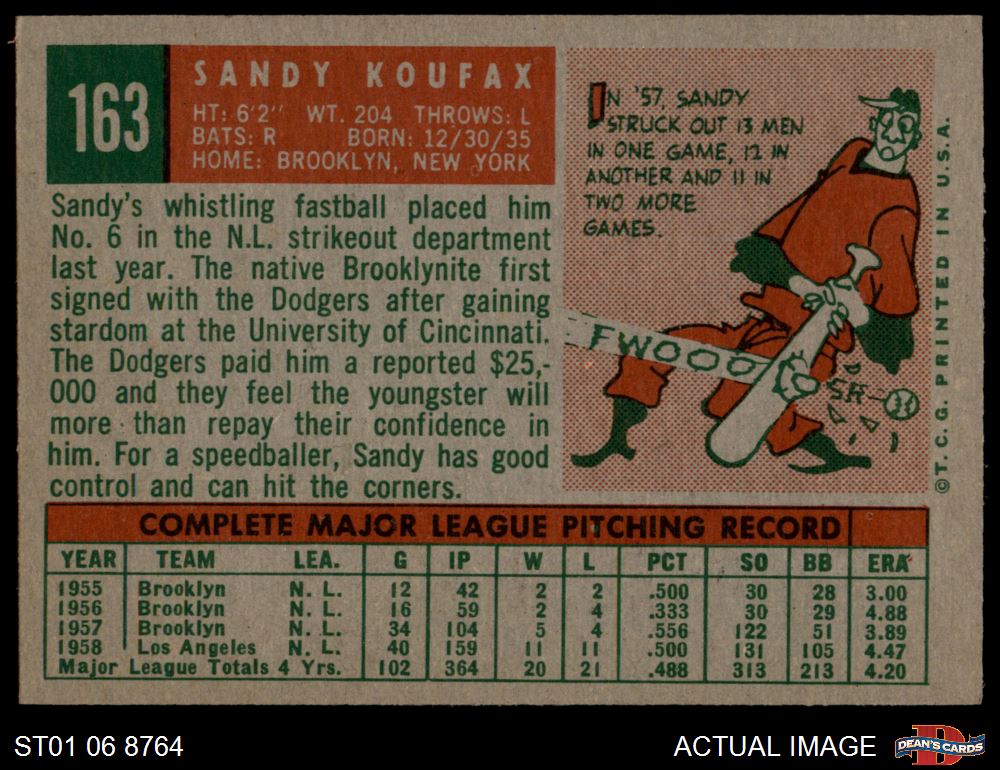 163
SANDY KOUFAX
HT: 6'2" WT. 204 THROWS: L
BATS: R BORN: 12/30/35
HOME: BROOKLYN, NEW YORK
Sandy's whistling fastball placed him
No. 6 in the N.L. strikeout department
last year. The native Brooklynite first
signed with the Dodgers after gaining
stardom at the University of Cincinnati.
The Dodgers paid him a reported $25,-
000 and they feel the youngster will
more than repay their confidence in
him. For a speedballer, Sandy has good
control and can hit the corners.
IN '57, SANDY
STRUCK OUT 13 MEN
IN ONE GAME, 12 IN
ANOTHER AND 11 IN
TWO MORE
GAMES.
FWOOO
©T.C.G. PRINTED IN U.S.A.
COMPLETE MAJOR LEAGUE PITCHING RECORD
YEAR TEAM LEA. G IP W L PCT SO BB ERA
1955 Brooklyn N. L. 12 42 2 2 .500 30 28 3.00
1956 Brooklyn N. L. 16 59 2 4 .333 30 29 4.88
1957 Brooklyn N. L. 34 104 5 4 .556 122 51 3.89
1958 Los Angeles N. L. 40 159 11 11 .500 131 105 4.47
Major League Totals 4 Yrs. 102 364 20 21 .488 313 213 4.20
ST01 06 8764
ACTUAL IMAGE
DEAN'S CARDS